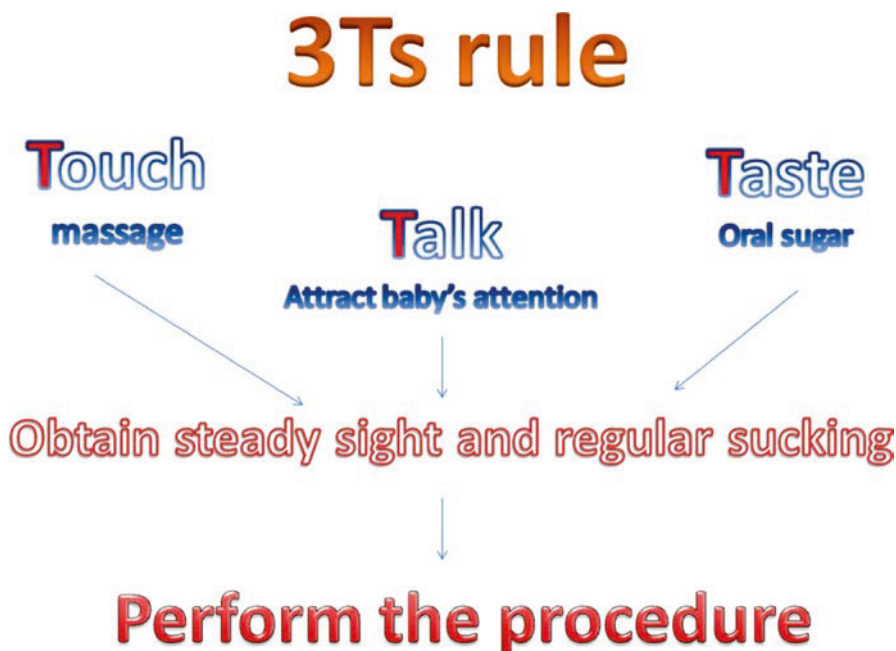 3Ts rule
Touch
massage
Talk
Attract baby's attention
Taste
Oral sugar
Obtain steady sight and regular sucking
Perform the procedure